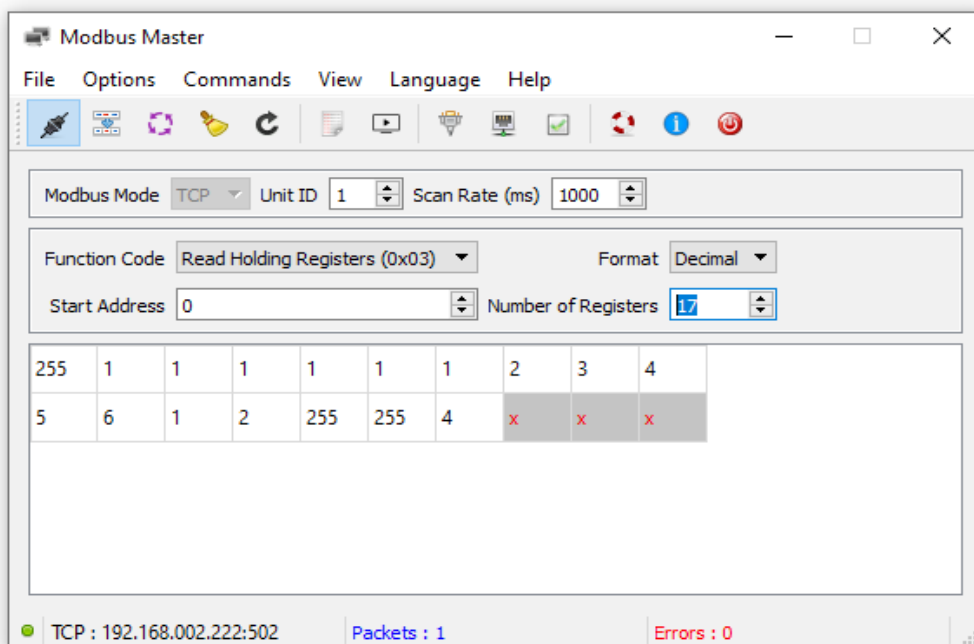 Modbus Master
File Options Commands View Language Help
Modbus Mode TCP Unit ID 1 Scan Rate (ms) 1000
Function Code Read Holding Registers (0x03) Format Decimal
Start Address 0 Number of Registers 17
255 1 1 1 1 1 1 2 3 4
5 6 1 2 255 255 4 x x x
TCP : 192.168.002.222:502 Packets : 1 Errors : 0